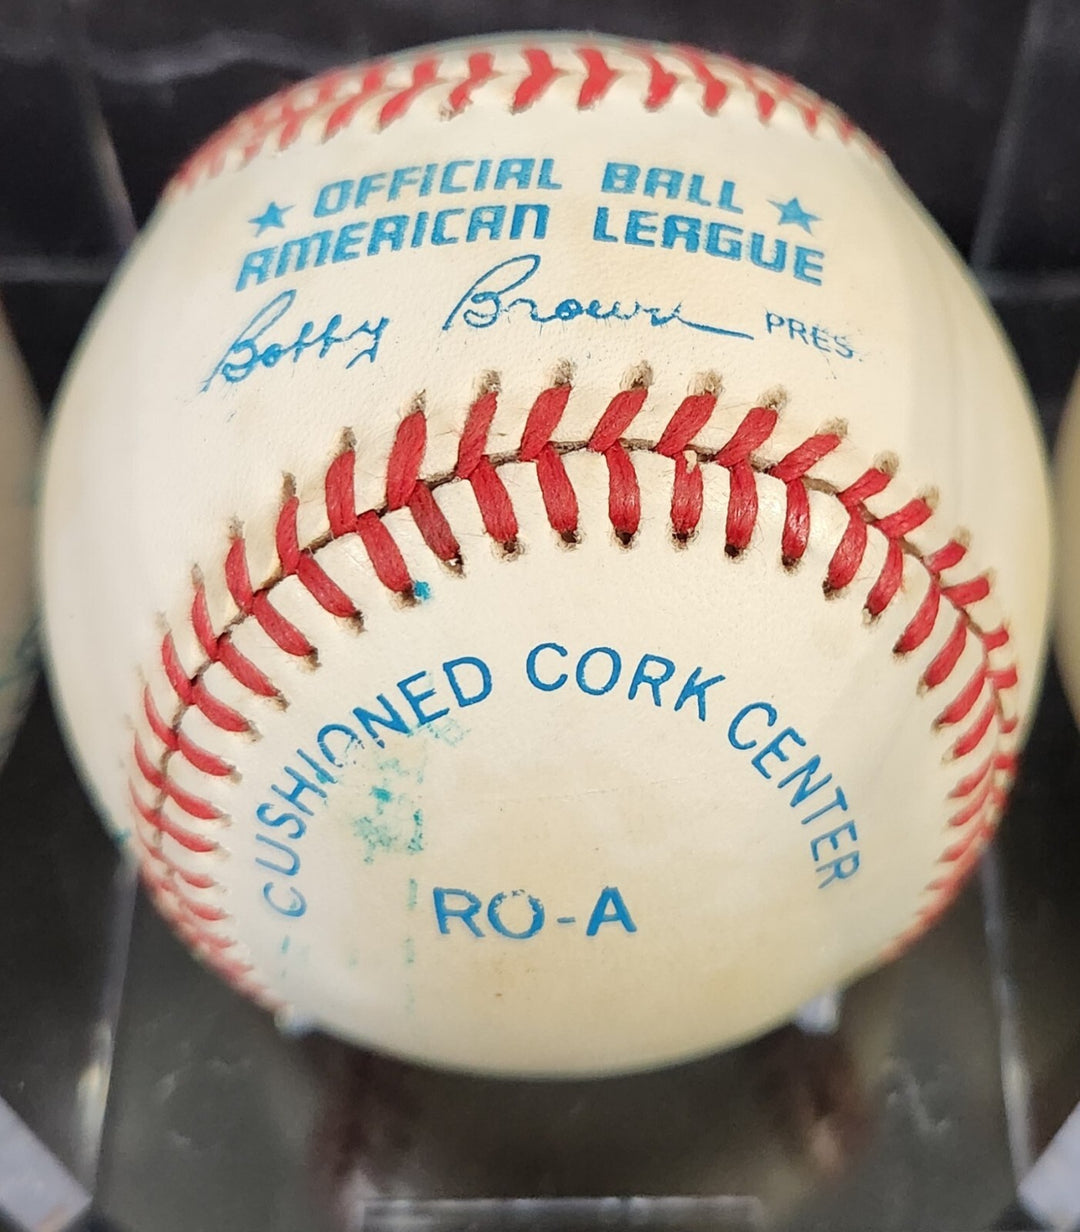 ★ OFFICIAL BALL ★
AMERICAN LEAGUE
Bobby Brown PRES.
CUSHIONED CORK CENTER
RO-A